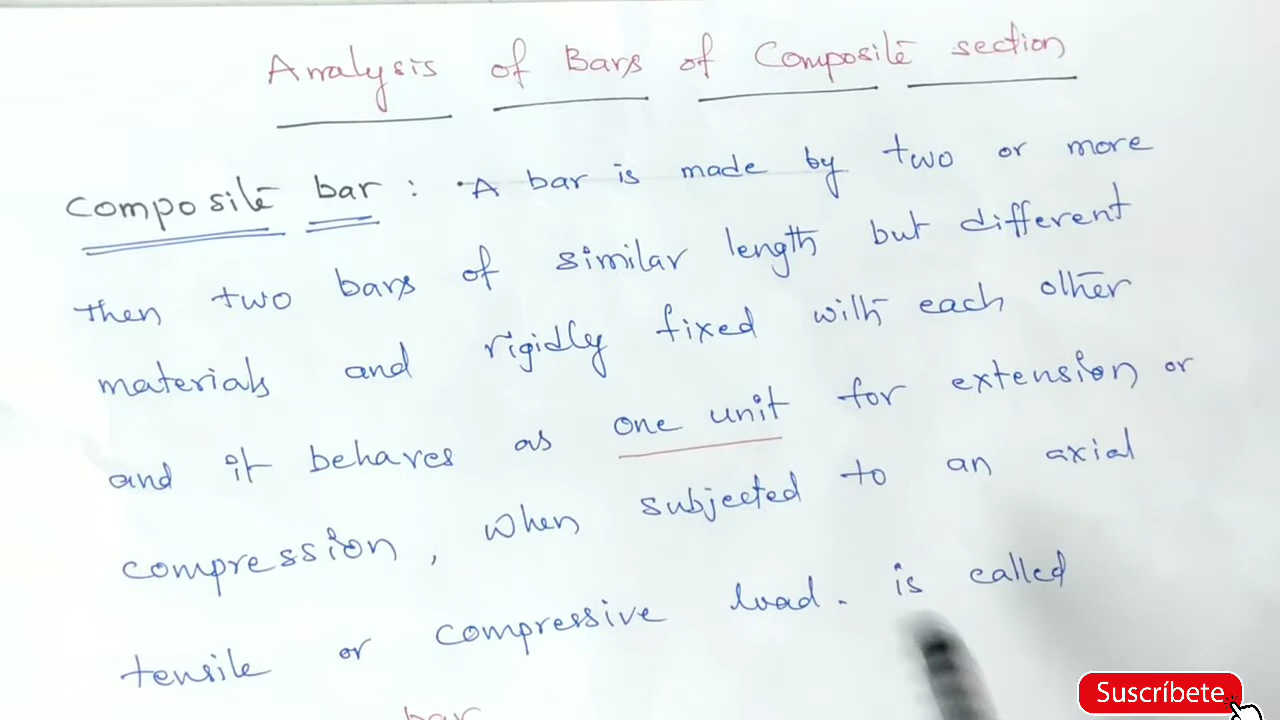 Analysis of Bars of Composite section
Composite bar : A bar is made by two or more
then two bars of similar length but different
materials and rigidly fixed with each other
and it behaves as one unit for extension or
compression, when subjected to an axial
tensile or compressive load. is called
bar
Suscríbete